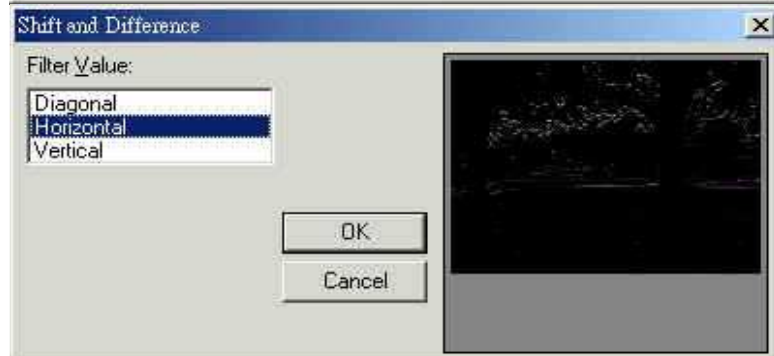 Shift and Difference
Filter Value:
Diagonal
Horizontal
Vertical
OK
Cancel